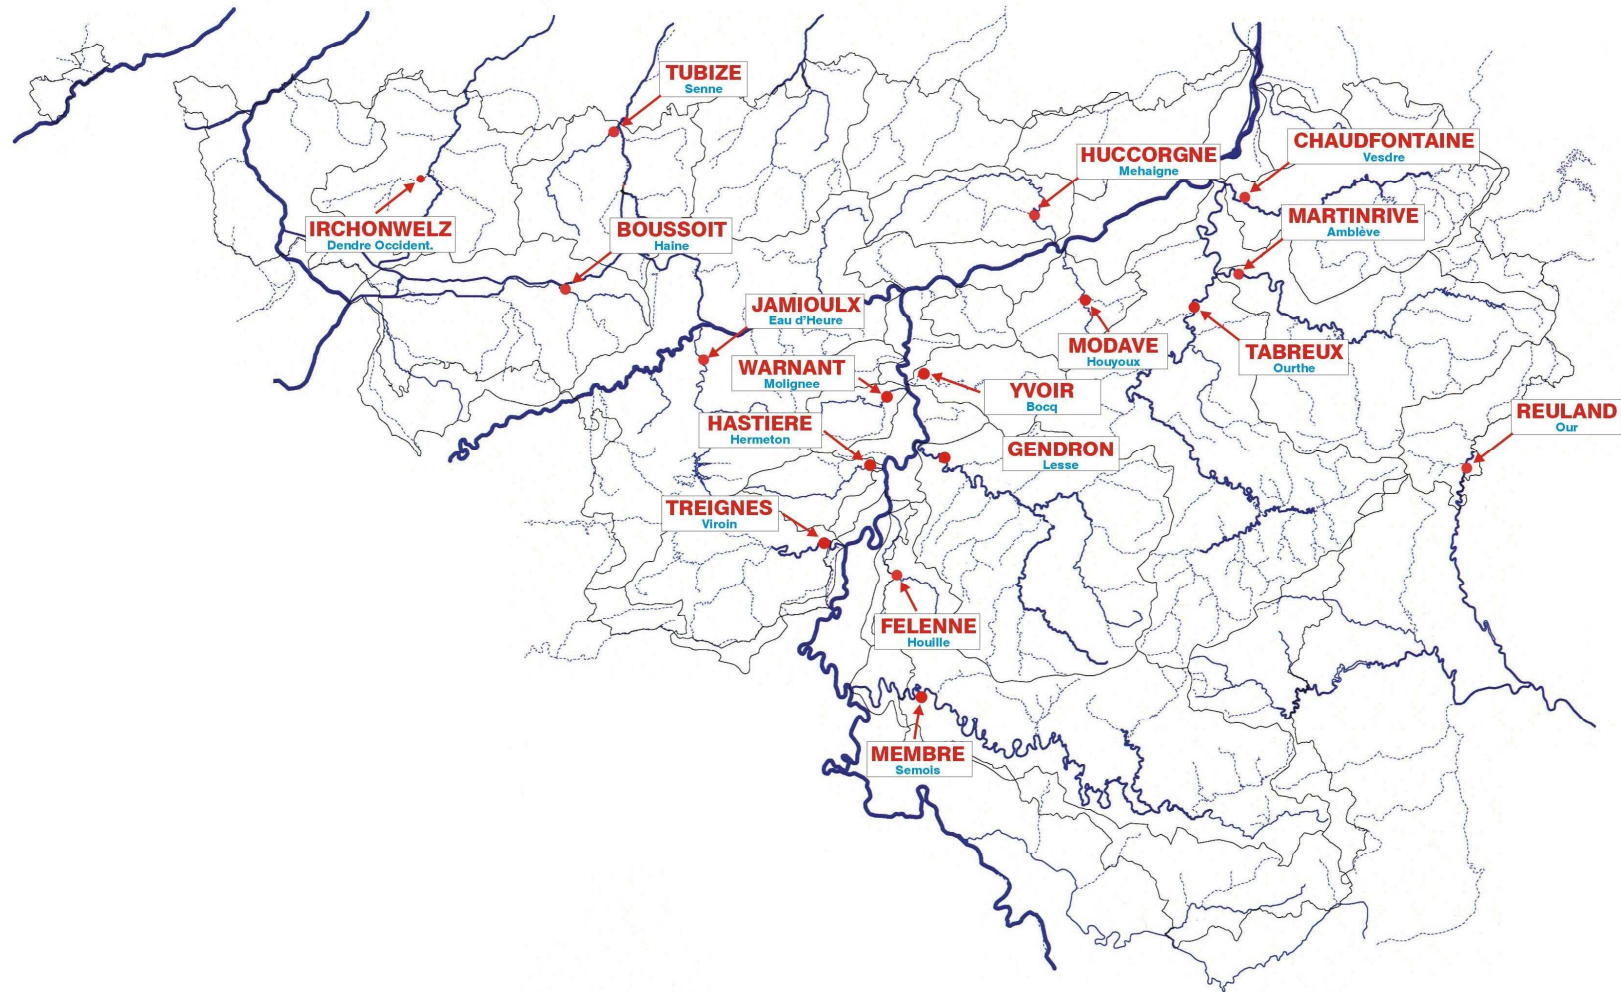 TUBIZE
Senne
CHAUDFONTAINE
Vesdre
HUCCORGNE
Mehaigne
IRCHONWELZ
Dendre Occident.
BOUSSOIT
Haine
MARTINRIVE
Amblève
JAMIOULX
Eau d'Heure
MODAVE
Houyoux
TABREUX
Ourthe
WARNANT
Molignee
YVOIR
Bocq
REULAND
Our
HASTIERE
Hermeton
GENDRON
Lesse
TREIGNES
Viroin
FELENNE
Houille
MEMBRE
Semois